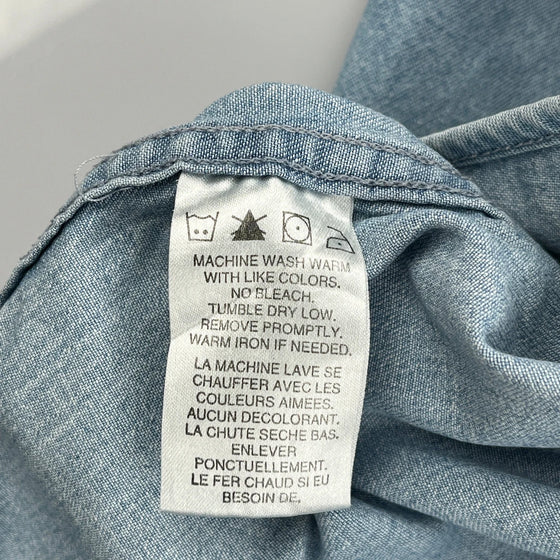 MACHINE WASH WARM
WITH LIKE COLORS.
NO BLEACH.
TUMBLE DRY LOW.
REMOVE PROMPTLY.
WARM IRON IF NEEDED.
LA MACHINE LAVE SE
CHAUFFER AVEC LES
COULEURS AIMEES.
AUCUN DECOLORANT.
LA CHUTE SECHE BAS.
ENLEVER
PONCTUELLEMENT.
LE FER CHAUD SI EU
BESOIN DE.